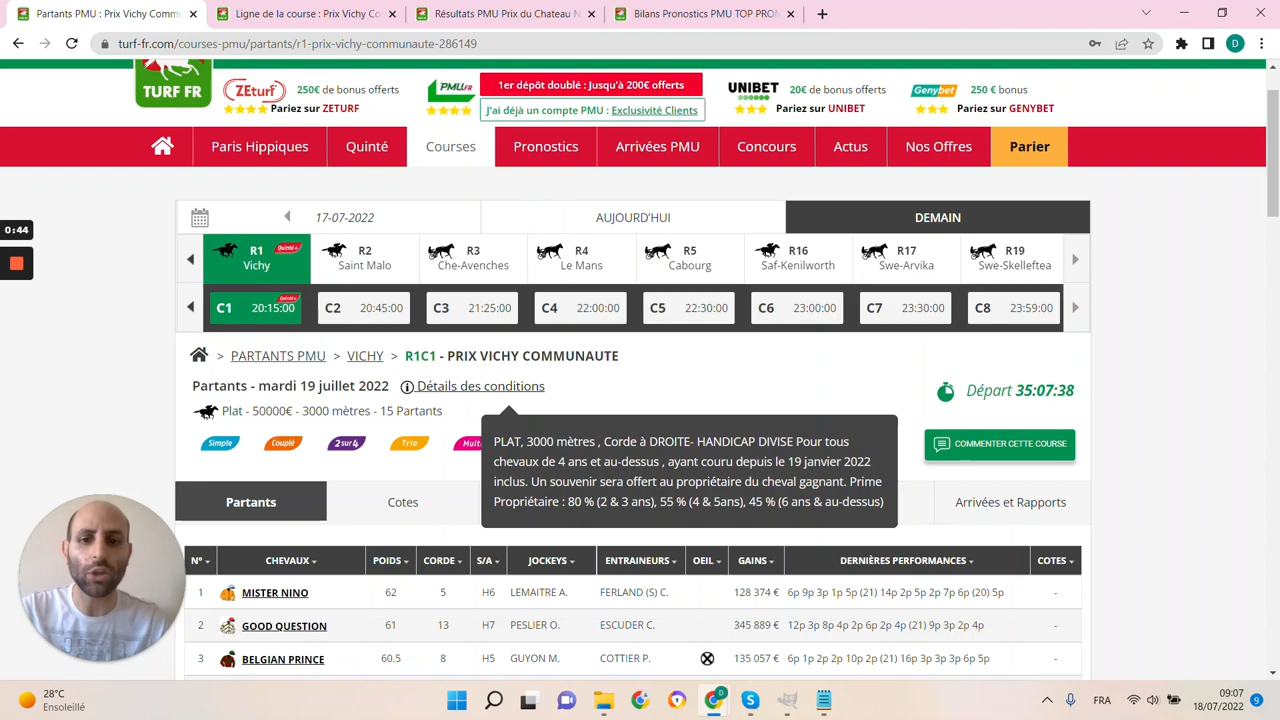 Partants PMU : Prix Vichy Commu
Ligne de la course : Prix Vichy Co
Résultats PMU Prix du Chateau N
Bilans Pronostics PMU TOP PRON
turf-fr.com/courses-pmu/partants/r1-prix-vichy-communaute-286149
D
TURF FR
ZEturf
250€ de bonus offerts
Pariez sur ZETURF
PMU.FR
1er dépôt doublé : Jusqu'à 200€ offerts
J'ai déjà un compte PMU : Exclusivité Clients
UNIBET
20€ de bonus offerts
Pariez sur UNIBET
Genybet
250 € bonus
Pariez sur GENYBET
Paris Hippiques
Quinté
Courses
Pronostics
Arrivées PMU
Concours
Actus
Nos Offres
Parier
0:44
17-07-2022
AUJOURD'HUI
DEMAIN
R1 Quinté+
Vichy
R2
Saint Malo
R3
Che-Avenches
R4
Le Mans
R5
Cabourg
R16
Saf-Kenilworth
R17
Swe-Arvika
R19
Swe-Skelleftea
C1 20:15:00 Quinté+
C2 20:45:00
C3 21:25:00
C4 22:00:00
C5 22:30:00
C6 23:00:00
C7 23:30:00
C8 23:59:00
> PARTANTS PMU > VICHY > R1C1 - PRIX VICHY COMMUNAUTE
Partants - mardi 19 juillet 2022 Détails des conditions
Départ 35:07:38
Plat - 50000€ - 3000 mètres - 15 Partants
Simple
Couplé
2 sur 4
Trio
Mult
PLAT, 3000 mètres , Corde à DROITE- HANDICAP DIVISE Pour tous
chevaux de 4 ans et au-dessus , ayant couru depuis le 19 janvier 2022
inclus. Un souvenir sera offert au propriétaire du cheval gagnant. Prime
Propriétaire : 80 % (2 & 3 ans), 55 % (4 & 5ans), 45 % (6 ans & au-dessus)
COMMENTER CETTE COURSE
Partants
Cotes
Arrivées et Rapports
N° CHEVAUX POIDS CORDE S/A JOCKEYS ENTRAINEURS OEIL GAINS DERNIÈRES PERFORMANCES COTES
1 MISTER NINO 62 5 H6 LEMAITRE A. FERLAND (S) C. 128 374 € 6p 9p 3p 1p 5p (21) 14p 2p 5p 2p 7p 6p (20) 5p -
2 GOOD QUESTION 61 13 H7 PESLIER O. ESCUDER C. 345 889 € 12p 3p 8p 4p 2p 6p 2p 4p (21) 9p 3p 2p 4p -
3 BELGIAN PRINCE 60.5 8 H5 GUYON M. COTTIER P. 135 057 € 6p 1p 2p 2p 10p 2p (21) 16p 3p 3p 3p 6p 5p -
28°C
Ensoleillé
FRA
09:07
18/07/2022
9